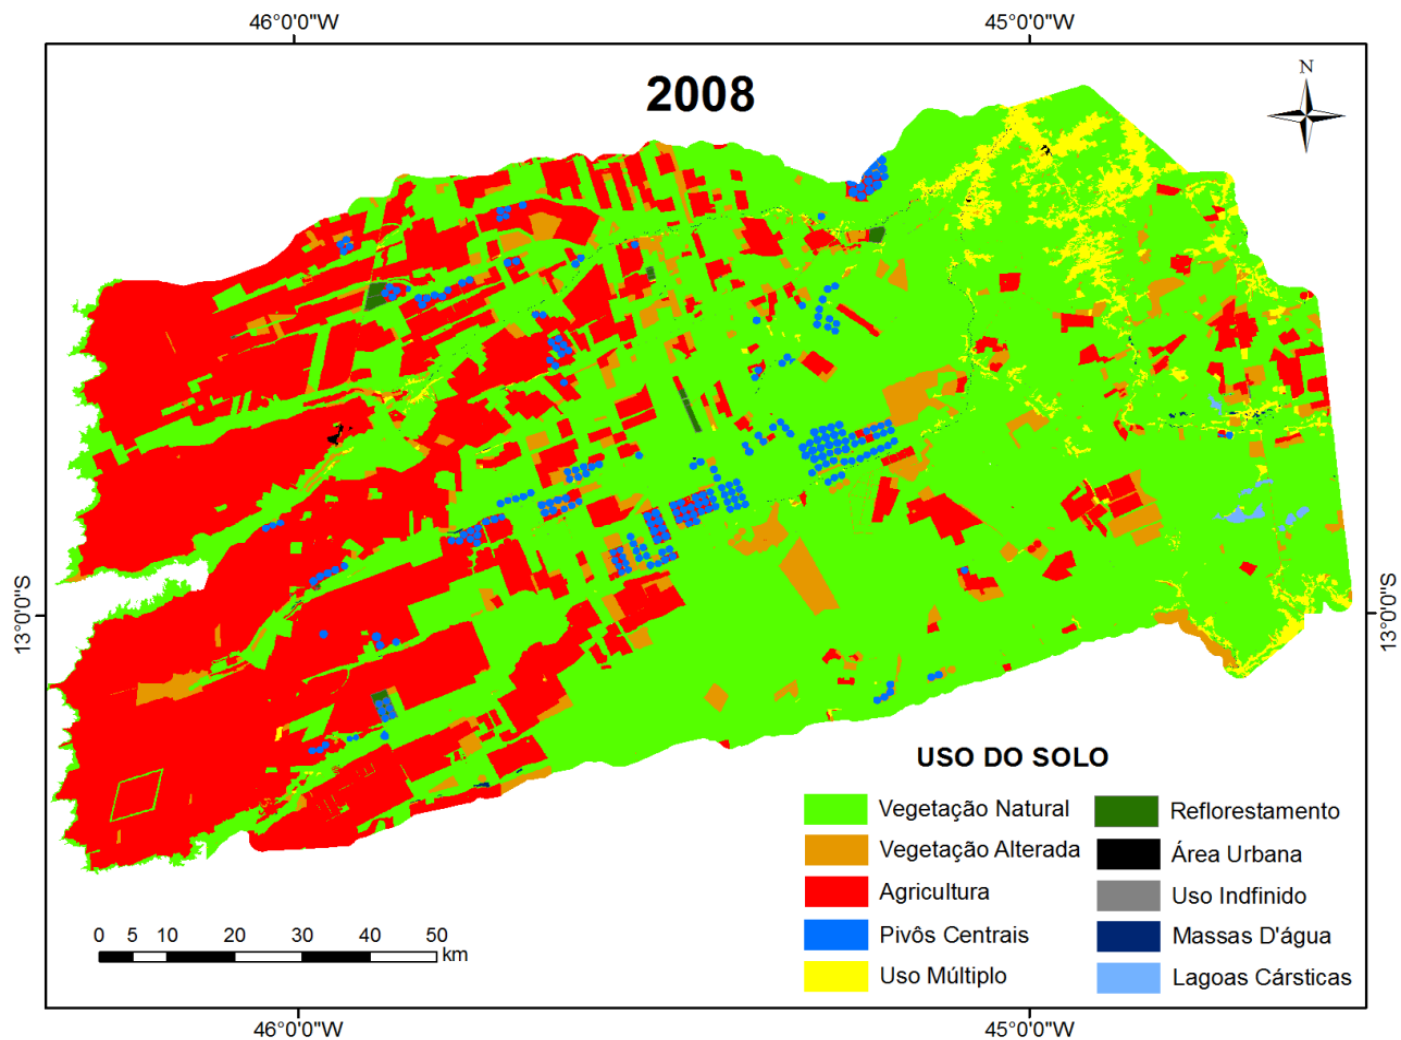 46°0'0"W 45°0'0"W
2008
N
13°0'0"S 13°0'0"S
USO DO SOLO
Vegetação Natural Reflorestamento
Vegetação Alterada Área Urbana
Agricultura Uso Indfinido
Pivôs Centrais Massas D'água
Uso Múltiplo Lagoas Cársticas
0 5 10 20 30 40 50
km
46°0'0"W 45°0'0"W